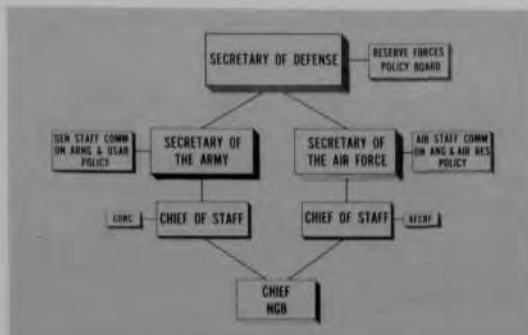 SECRETARY OF DEFENSE
RESERVE FORCES
POLICY BOARD
GEN STAFF COMM
ON ARNG & USAR
POLICY
SECRETARY OF
THE ARMY
SECRETARY OF
THE AIR FORCE
AIR STAFF COMM
ON ANG & AIR RES
POLICY
CHIEF OF STAFF
CHIEF OF STAFF
CHIEF
NGB